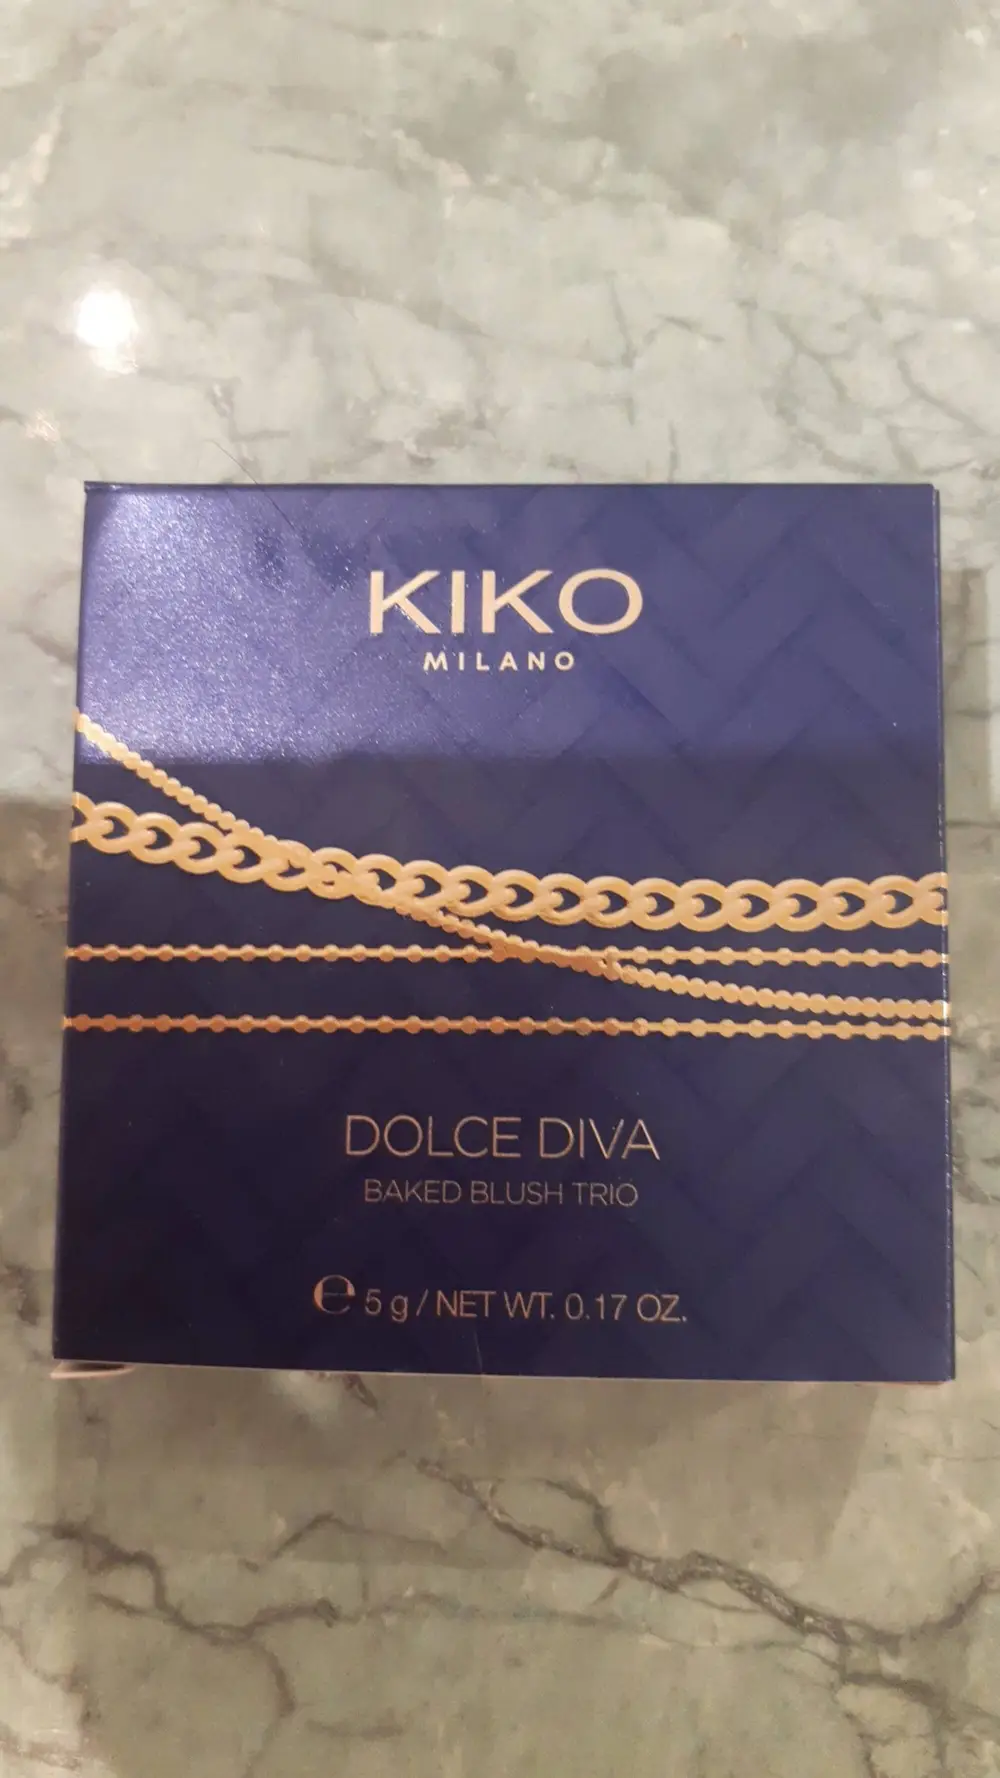 KIKO
MILANO
DOLCE DIVA
BAKED BLUSH TRIO
℮ 5 g / NET WT. 0.17 OZ.